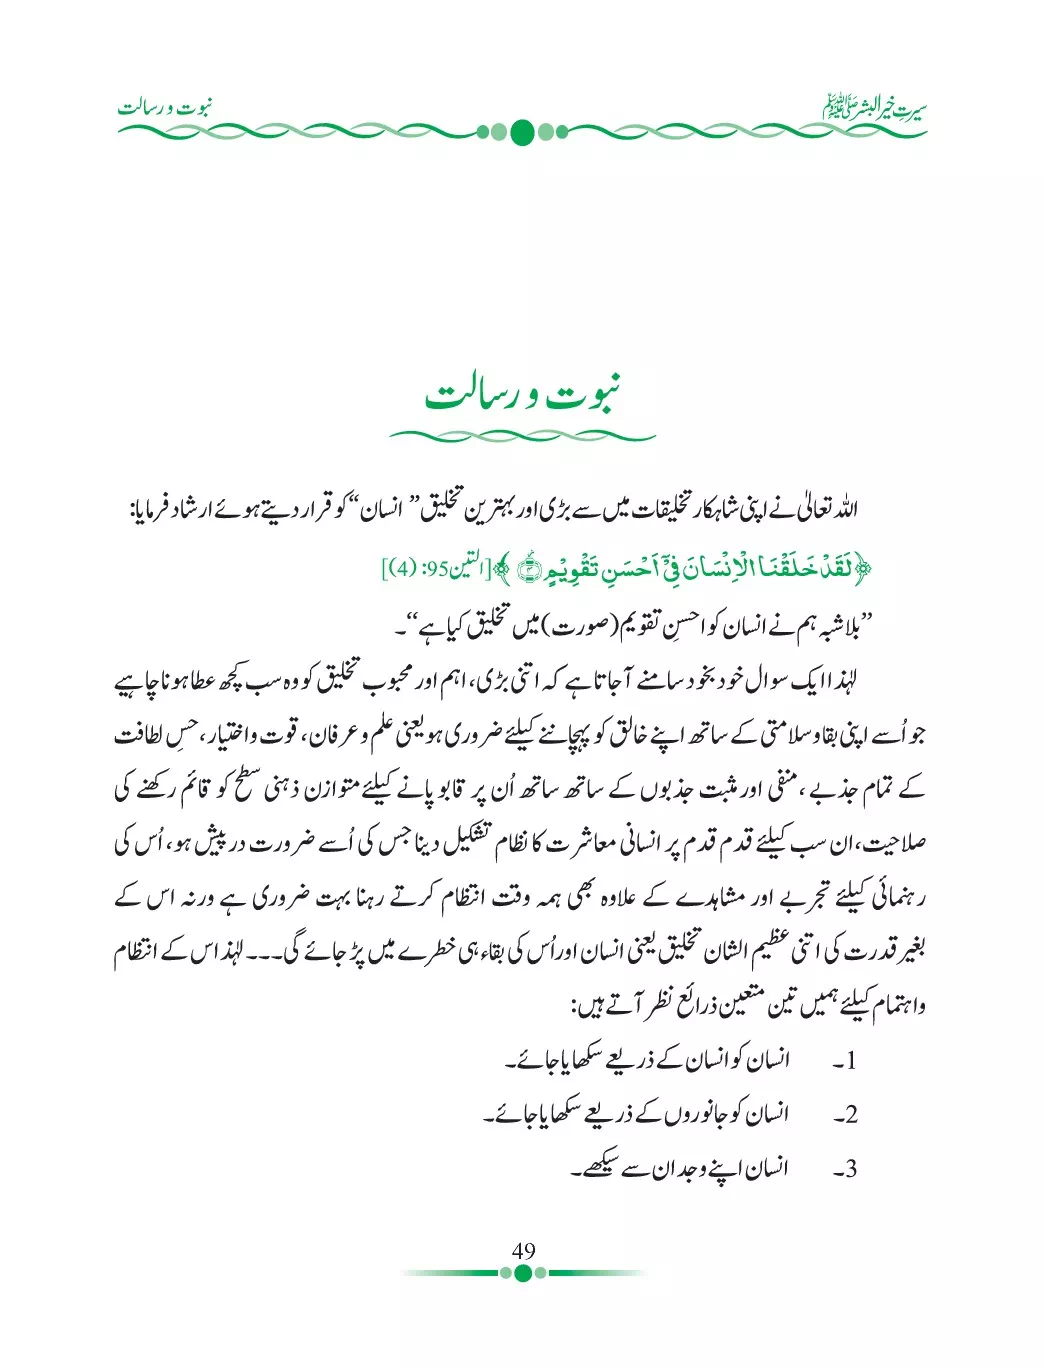 سیرتِ خیر البشر ﷺ
نبوت و رسالت
نبوت و رسالت
اللہ تعالیٰ نے اپنی شاہکار تخلیقات میں سے بڑی اور بہترین تخلیق ”انسان“ کو قرار دیتے ہوئے ارشاد فرمایا:
﴿لَقَدْ خَلَقْنَا الْاِنْسَانَ فِیْۤ اَحْسَنِ تَقْوِیْمٍ ۝۴﴾ [التین95: (4)]
”بلاشبہ ہم نے انسان کو احسنِ تقویم (صورت) میں تخلیق کیا ہے“۔
لہٰذا ایک سوال خود بخود سامنے آ جاتا ہے کہ اتنی بڑی، اہم اور محبوب تخلیق کو وہ سب کچھ عطا ہونا چاہیے
جو اُسے اپنی بقا و سلامتی کے ساتھ اپنے خالق کو پہچاننے کیلئے ضروری ہو یعنی علم و عرفان، قوت و اختیار، حسِ لطافت
کے تمام جذبے، منفی اور مثبت جذبوں کے ساتھ ساتھ اُن پر قابو پانے کیلئے متوازن ذہنی سطح کو قائم رکھنے کی
صلاحیت، ان سب کیلئے قدم قدم پر انسانی معاشرت کا نظام تشکیل دینا جس کی اُسے ضرورت درپیش ہو، اُس کی
رہنمائی کیلئے تجربے اور مشاہدے کے علاوہ بھی ہمہ وقت انتظام کرتے رہنا بہت ضروری ہے ورنہ اس کے
بغیر قدرت کی اتنی عظیم الشان تخلیق یعنی انسان اور اُس کی بقاء ہی خطرے میں پڑ جائے گی۔۔۔ لہٰذا اس کے انتظام
و اہتمام کیلئے ہمیں تین متعین ذرائع نظر آتے ہیں:
1۔ انسان کو انسان کے ذریعے سکھایا جائے۔
2۔ انسان کو جانوروں کے ذریعے سکھایا جائے۔
3۔ انسان اپنے وجدان سے سیکھے۔
49